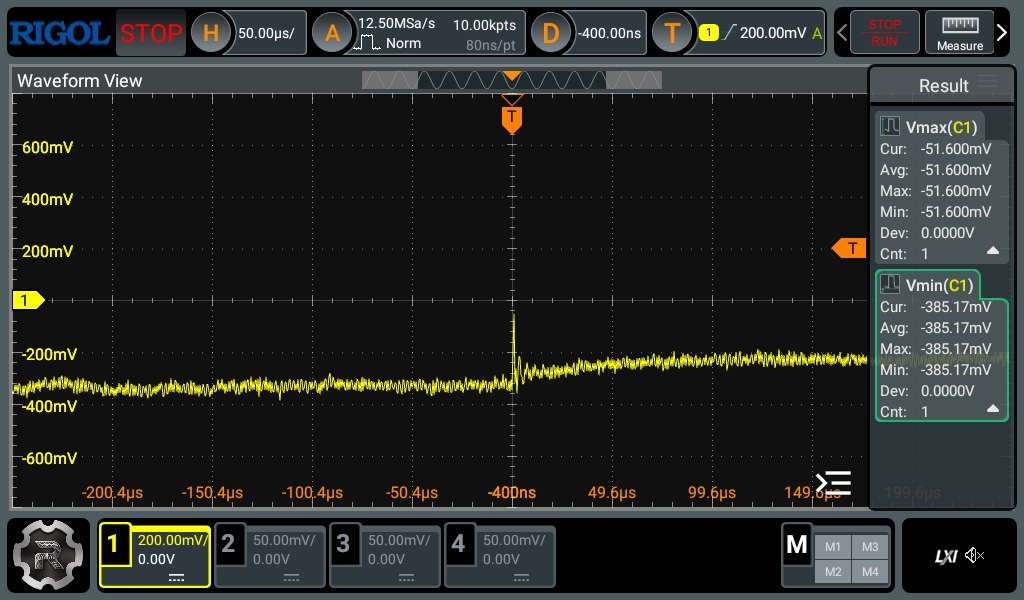 RIGOL STOP H 50.00µs/ A 12.50MSa/s 10.00kpts
Norm 80ns/pt
D -400.00ns T 1 200.00mV A
STOP
RUN
Measure
Waveform View
Result
T
600mV
400mV
200mV
T
1
-200mV
-400mV
-600mV
-200.4µs -150.4µs -100.4µs -50.4µs -400ns 49.6µs 99.6µs 149.6µs 199.6µs
Vmax(C1)
Cur: -51.600mV
Avg: -51.600mV
Max: -51.600mV
Min: -51.600mV
Dev: 0.0000V
Cnt: 1
Vmin(C1)
Cur: -385.17mV
Avg: -385.17mV
Max: -385.17mV
Min: -385.17mV
Dev: 0.0000V
Cnt: 1
R
1 200.00mV/
0.00V
2 50.00mV/
0.00V
3 50.00mV/
0.00V
4 50.00mV/
0.00V
M M1 M3
M2 M4
LXI